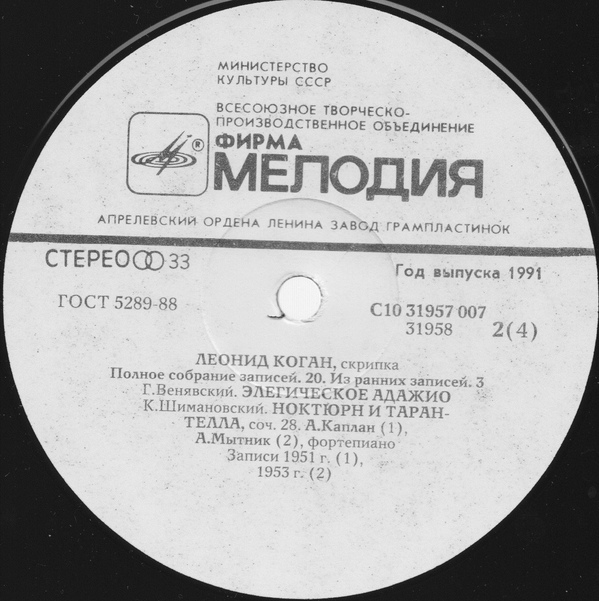 МИНИСТЕРСТВО
КУЛЬТУРЫ СССР
ВСЕСОЮЗНОЕ ТВОРЧЕСКО-
ПРОИЗВОДСТВЕННОЕ ОБЪЕДИНЕНИЕ
ФИРМА
®
МЕЛОДИЯ
АПРЕЛЕВСКИЙ ОРДЕНА ЛЕНИНА ЗАВОД ГРАМПЛАСТИНОК
СТЕРЕО 33
Год выпуска 1991
ГОСТ 5289-88
С10 31957 007
31958 2(4)
ЛЕОНИД КОГАН, скрипка
Полное собрание записей. 20. Из ранних записей. 3
Г.Венявский. ЭЛЕГИЧЕСКОЕ АДАЖИО
К.Шимановский. НОКТЮРН И ТАРАН-
ТЕЛЛА, соч. 28. А.Каплан (1),
А.Мытник (2), фортепиано
Записи 1951 г. (1),
1953 г. (2)